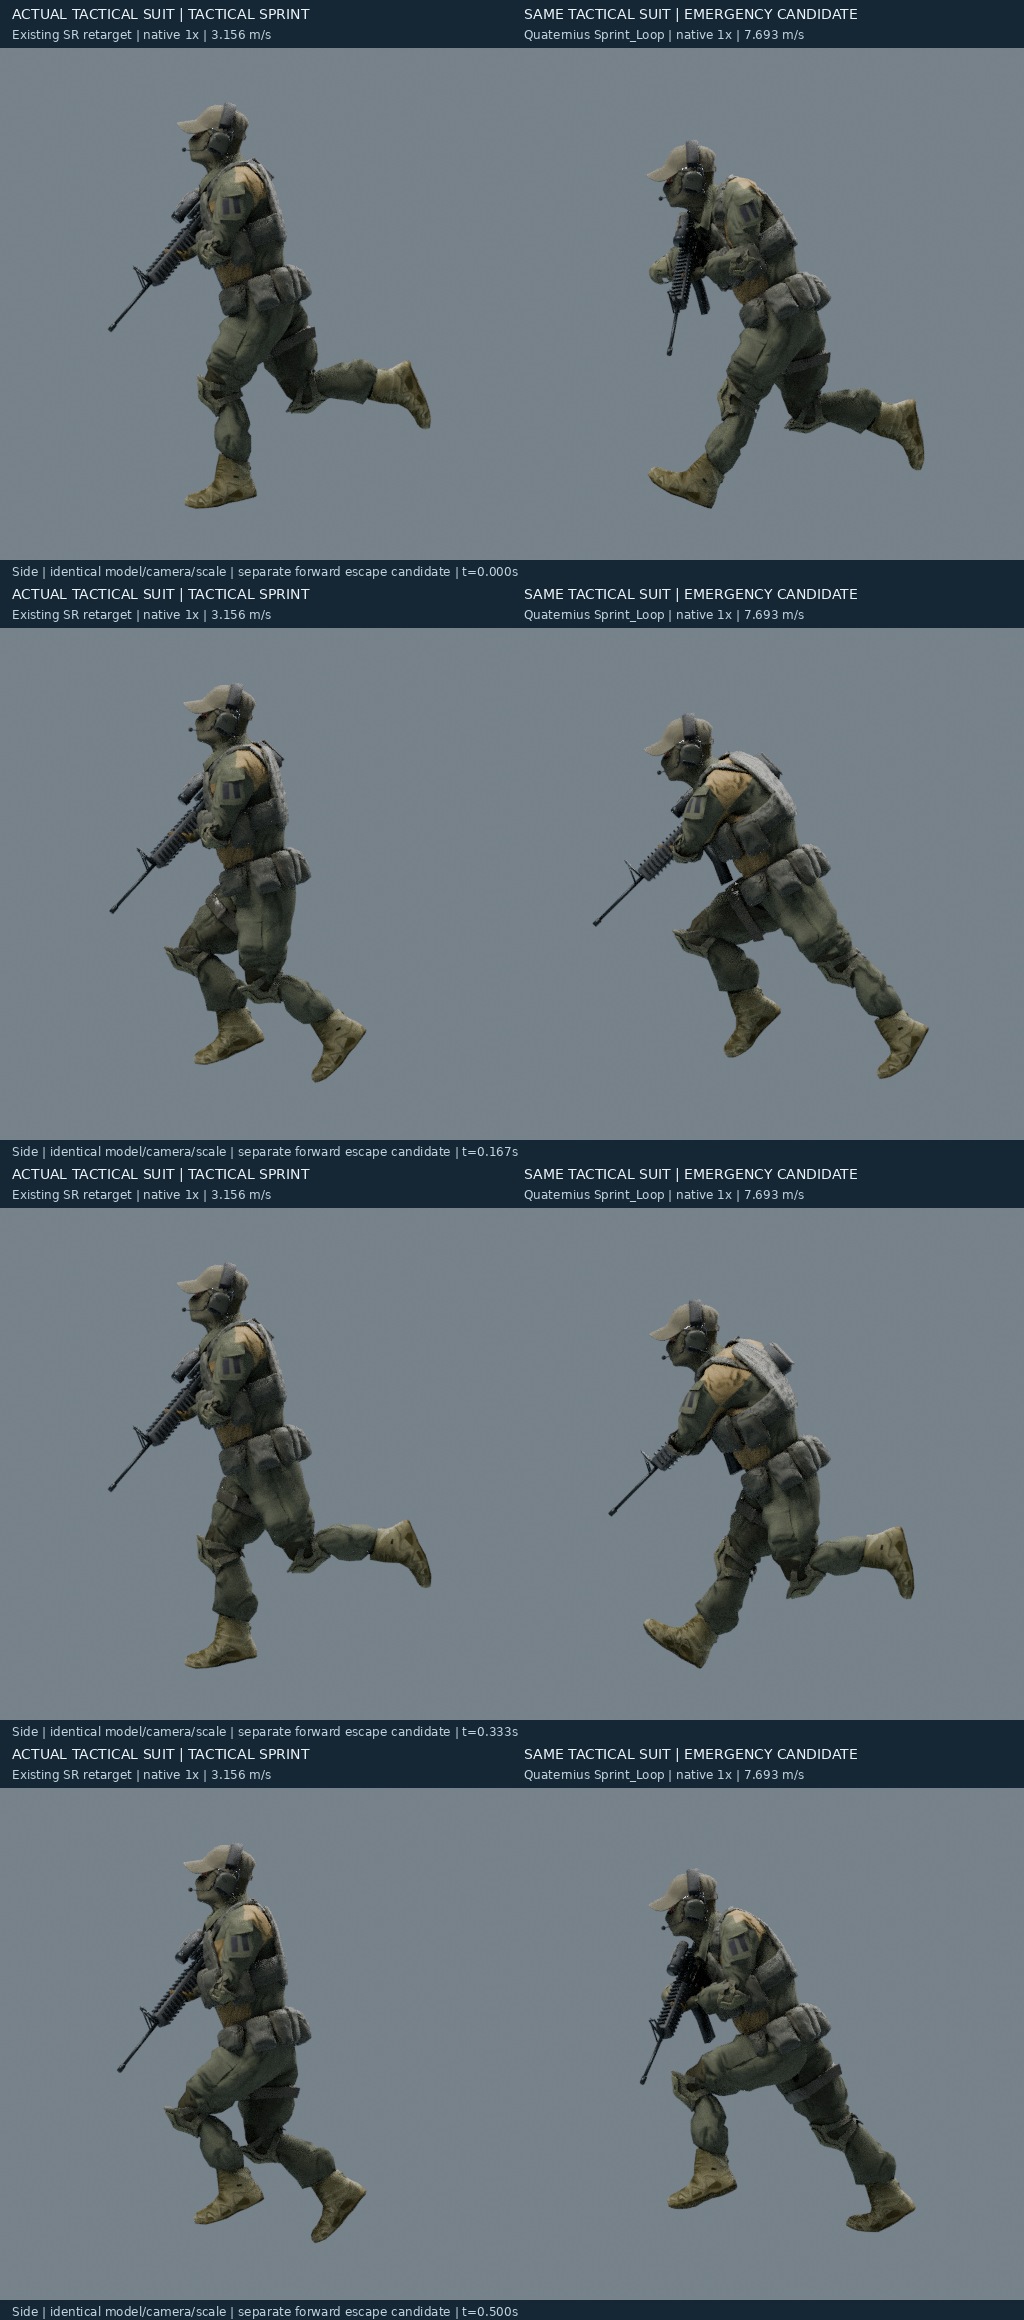 ACTUAL TACTICAL SUIT | TACTICAL SPRINT
Existing SR retarget | native 1x | 3.156 m/s
SAME TACTICAL SUIT | EMERGENCY CANDIDATE
Quaternius Sprint_Loop | native 1x | 7.693 m/s
Side | identical model/camera/scale | separate forward escape candidate | t=0.000s
ACTUAL TACTICAL SUIT | TACTICAL SPRINT
Existing SR retarget | native 1x | 3.156 m/s
SAME TACTICAL SUIT | EMERGENCY CANDIDATE
Quaternius Sprint_Loop | native 1x | 7.693 m/s
Side | identical model/camera/scale | separate forward escape candidate | t=0.167s
ACTUAL TACTICAL SUIT | TACTICAL SPRINT
Existing SR retarget | native 1x | 3.156 m/s
SAME TACTICAL SUIT | EMERGENCY CANDIDATE
Quaternius Sprint_Loop | native 1x | 7.693 m/s
Side | identical model/camera/scale | separate forward escape candidate | t=0.333s
ACTUAL TACTICAL SUIT | TACTICAL SPRINT
Existing SR retarget | native 1x | 3.156 m/s
SAME TACTICAL SUIT | EMERGENCY CANDIDATE
Quaternius Sprint_Loop | native 1x | 7.693 m/s
Side | identical model/camera/scale | separate forward escape candidate | t=0.500s